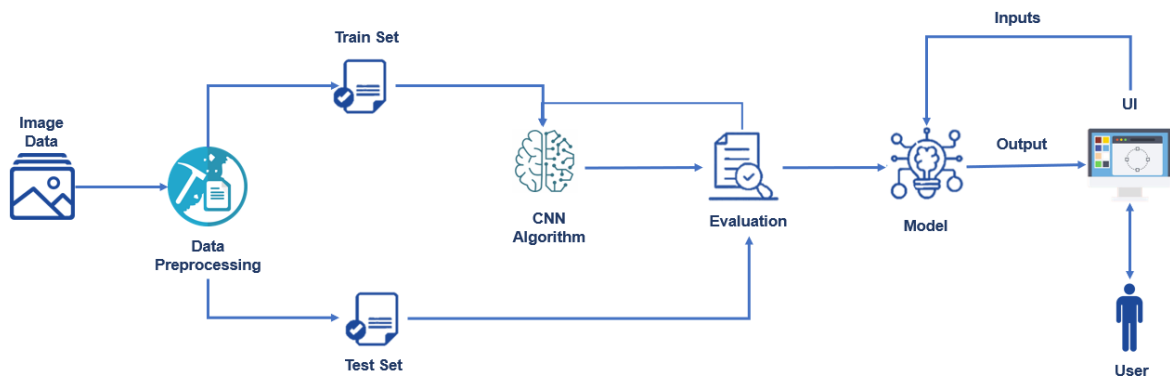 Inputs
Train Set
UI
Image
Data
Output
CNN
Algorithm
Evaluation
Model
Data
Preprocessing
Test Set
User